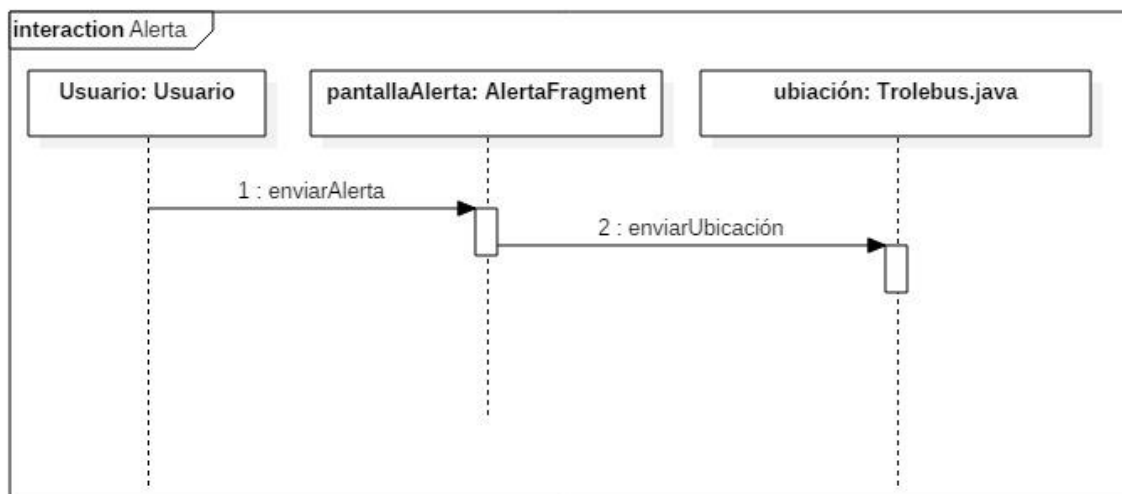 interaction Alerta
Usuario: Usuario
pantallaAlerta: AlertaFragment
ubiación: Trolebus.java
1 : enviarAlerta
2 : enviarUbicación